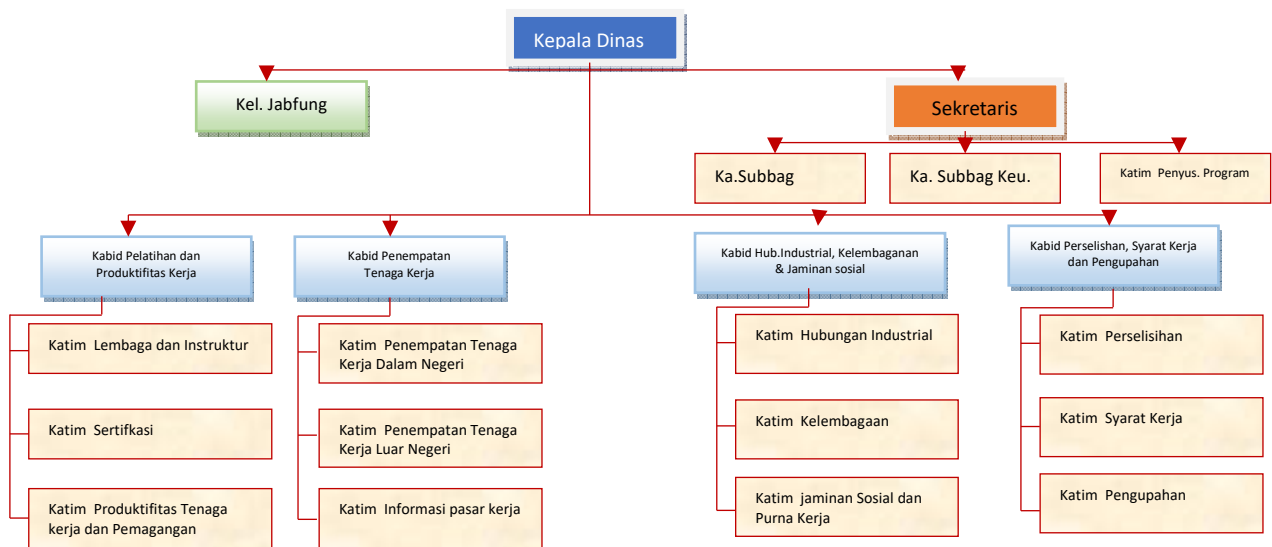 Kepala Dinas
Kel. Jabfung
Sekretaris
Ka.Subbag
Ka. Subbag Keu.
Katim Penyus. Program
Kabid Pelatihan dan
Produktifitas Kerja
Kabid Penempatan
Tenaga Kerja
Kabid Hub.Industrial, Kelembaganan
& Jaminan sosial
Kabid Perselishan, Syarat Kerja
dan Pengupahan
Katim Lembaga dan Instruktur
Katim Sertifkasi
Katim Produktifitas Tenaga
kerja dan Pemagangan
Katim Penempatan Tenaga
Kerja Dalam Negeri
Katim Penempatan Tenaga
Kerja Luar Negeri
Katim Informasi pasar kerja
Katim Hubungan Industrial
Katim Kelembagaan
Katim jaminan Sosial dan
Purna Kerja
Katim Perselisihan
Katim Syarat Kerja
Katim Pengupahan